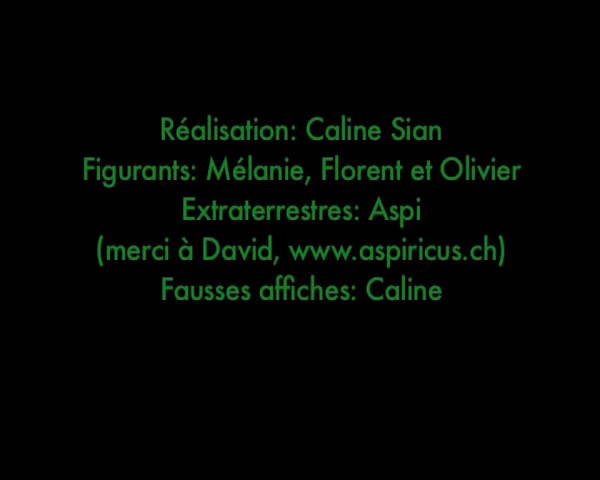 Réalisation: Caline Sian
Figurants: Mélanie, Florent et Olivier
Extraterrestres: Aspi
(merci à David, www.aspiricus.ch)
Fausses affiches: Caline